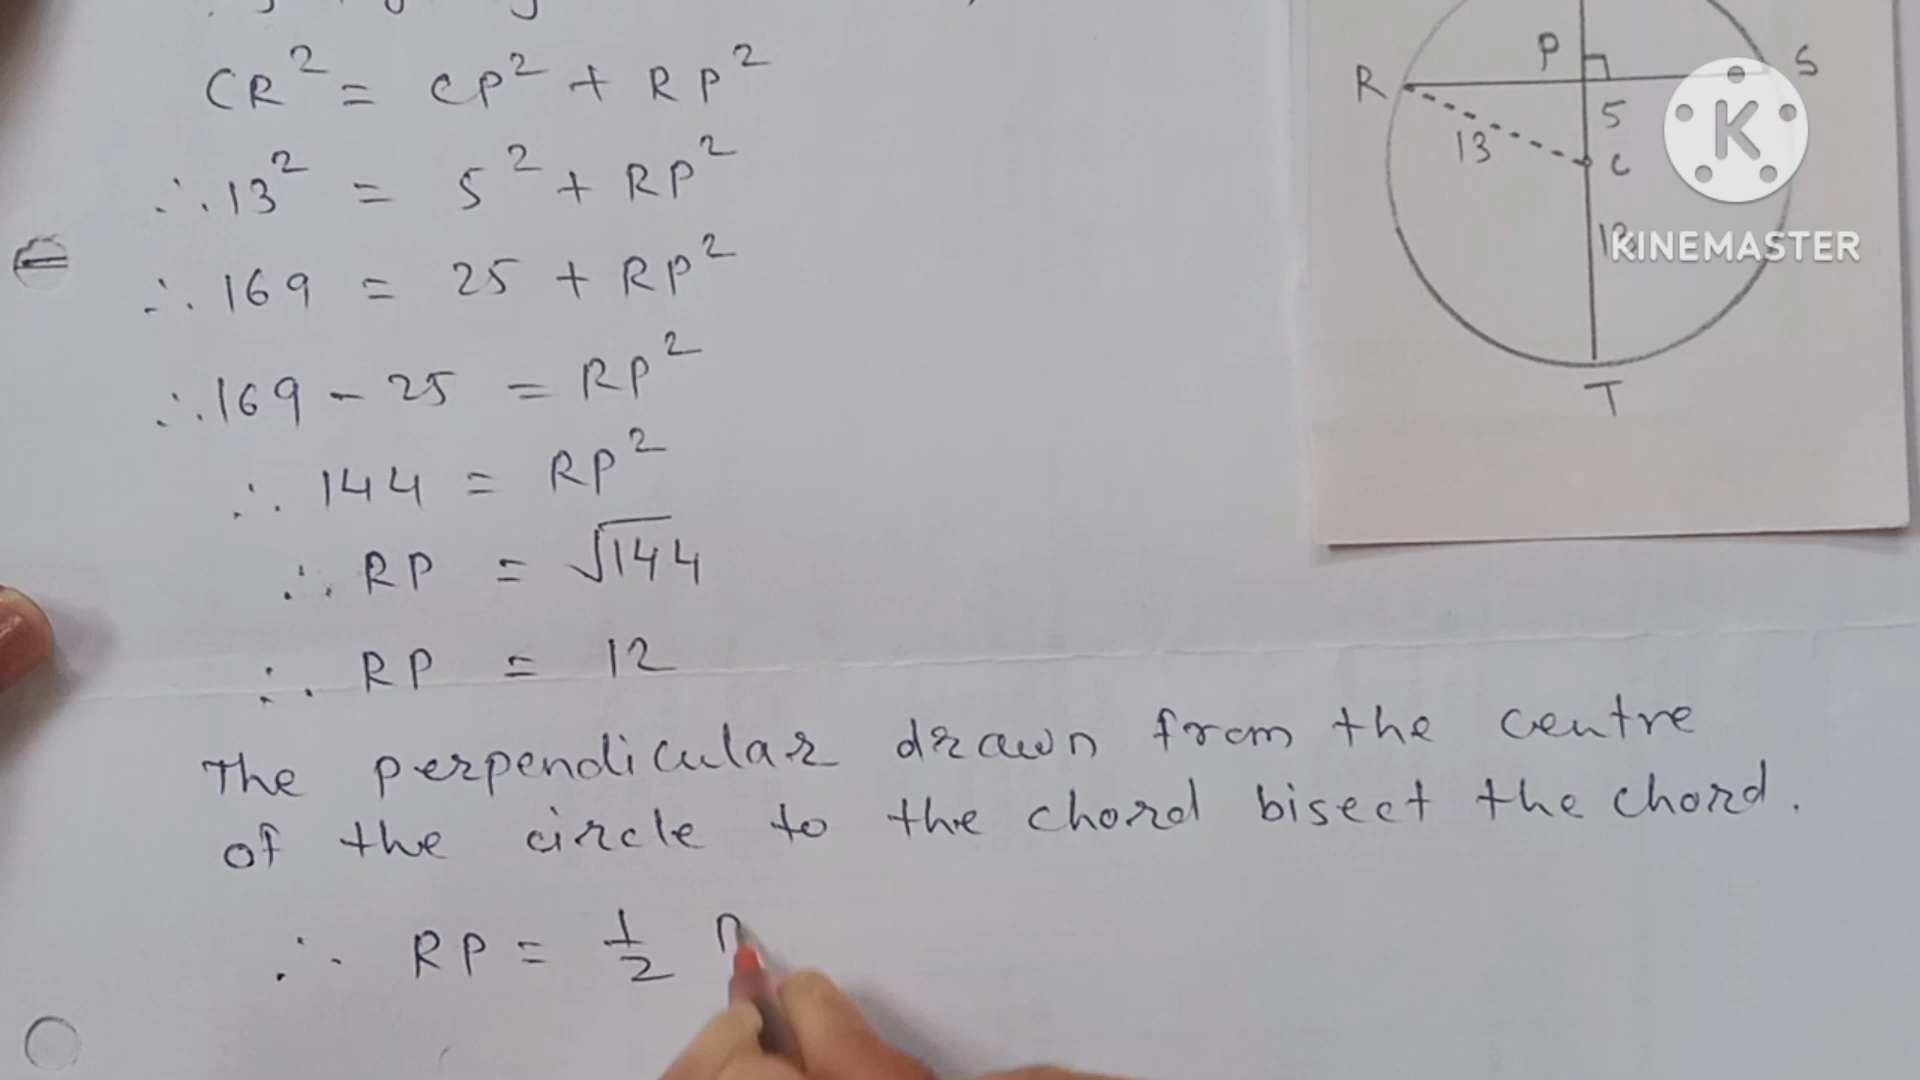 CR² = CP² + RP²
∴ 13² = 5² + RP²
∴ 169 = 25 + RP²
∴ 169 - 25 = RP²
∴ 144 = RP²
∴ RP = √144
∴ RP = 12
The perpendicular drawn from the centre
of the circle to the chord bisect the chord.
∴ RP = 1/2
P
R
S
5
13
C
K
KINEMASTER
T